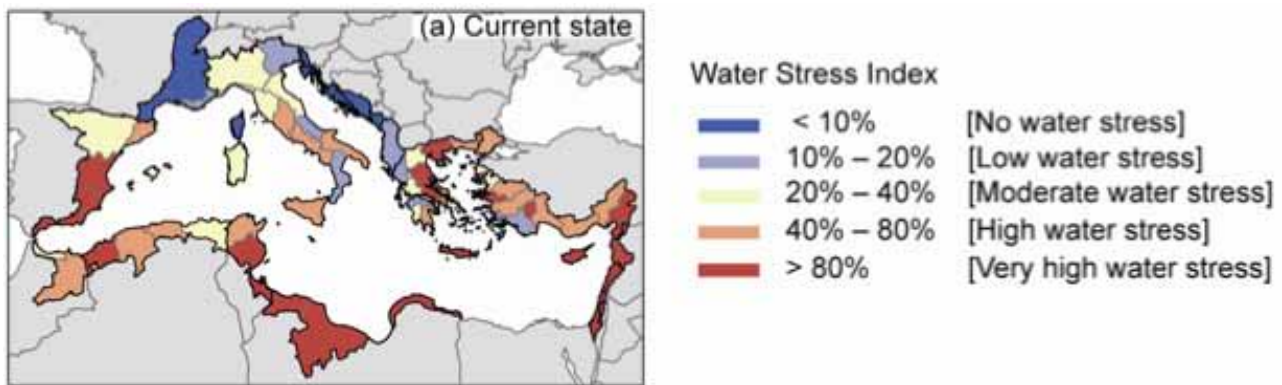 (a) Current state
Water Stress Index
< 10% [No water stress]
10% – 20% [Low water stress]
20% – 40% [Moderate water stress]
40% – 80% [High water stress]
> 80% [Very high water stress]